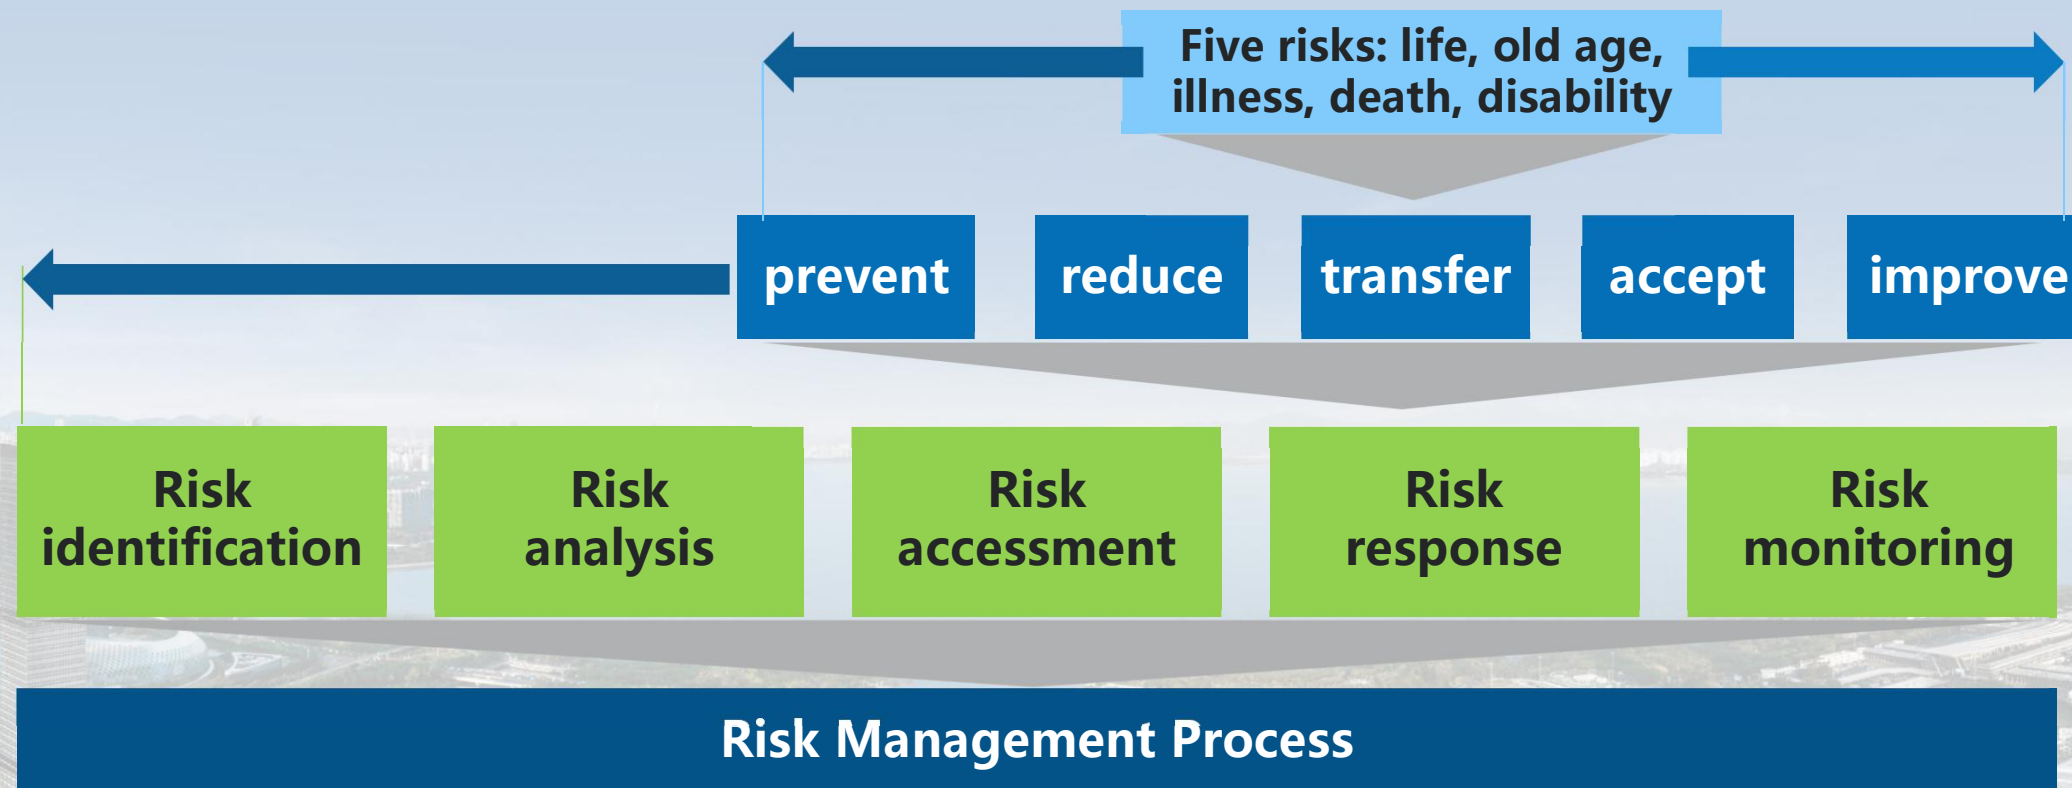 Five risks: life, old age,
illness, death, disability
prevent
reduce
transfer
accept
improve
Risk
identification
Risk
analysis
Risk
accessment
Risk
response
Risk
monitoring
Risk Management Process